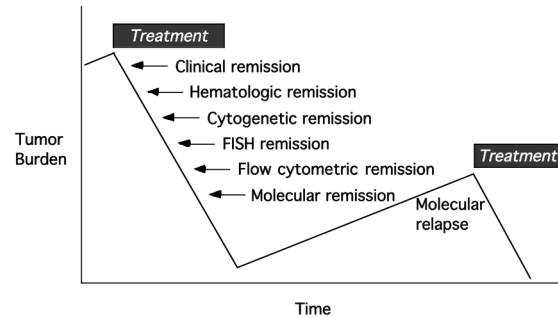 Treatment
Clinical remission
Hematologic remission
Cytogenetic remission
FISH remission
Tumor
Burden
Flow cytometric remission
Treatment
Molecular remission
Molecular
relapse
Time